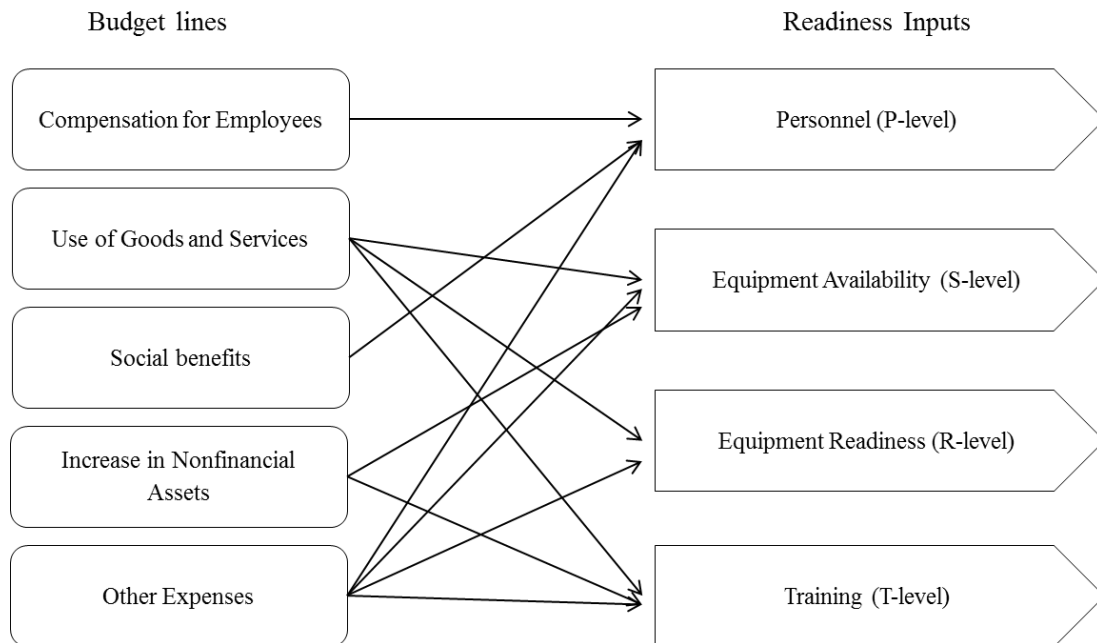 Budget lines
Readiness Inputs
Compensation for Employees
Personnel (P-level)
Use of Goods and Services
Equipment Availability (S-level)
Social benefits
Equipment Readiness (R-level)
Increase in Nonfinancial
Assets
Other Expenses
Training (T-level)